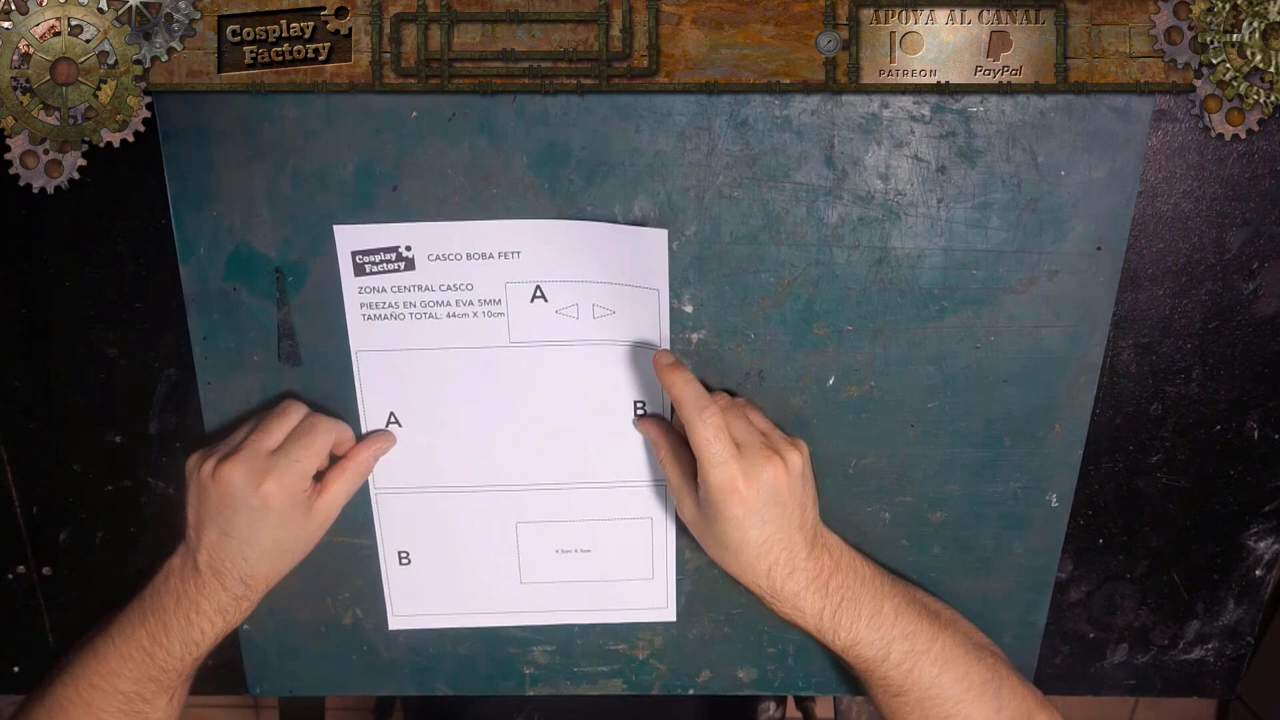 Cosplay
Factory
APOYA AL CANAL
PATREON
PayPal
Cosplay
Factory
CASCO BOBA FETT
ZONA CENTRAL CASCO
PIEEZAS EN GOMA EVA 5MM
TAMAÑO TOTAL: 44cm X 10cm
A
A
B
B